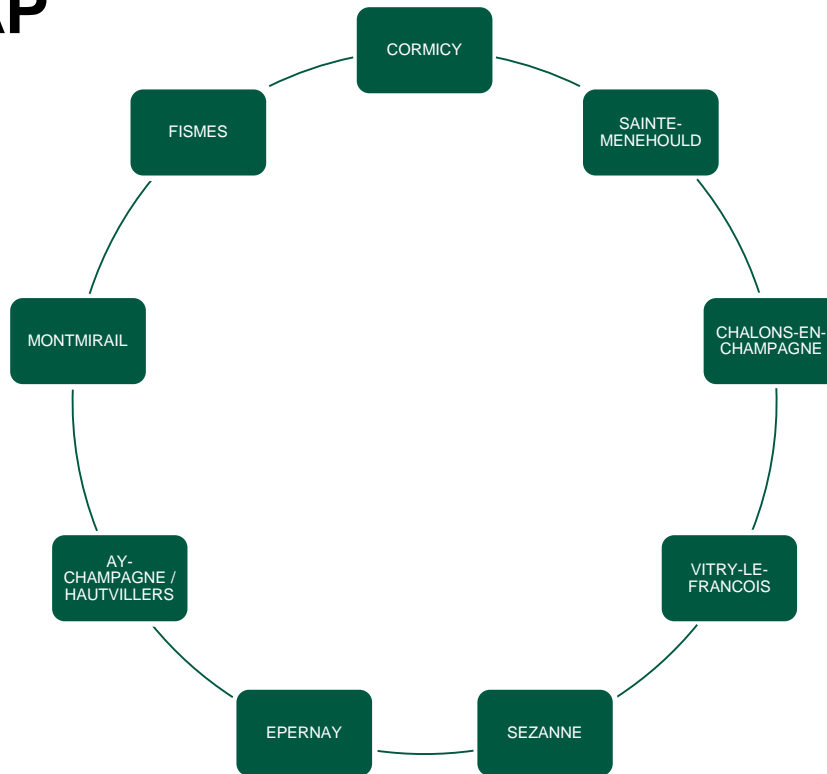 CORMICY
SAINTE-
MENEHOULD
CHALONS-EN-
CHAMPAGNE
VITRY-LE-
FRANCOIS
SEZANNE
EPERNAY
AY-
CHAMPAGNE /
HAUTVILLERS
MONTMIRAIL
FISMES